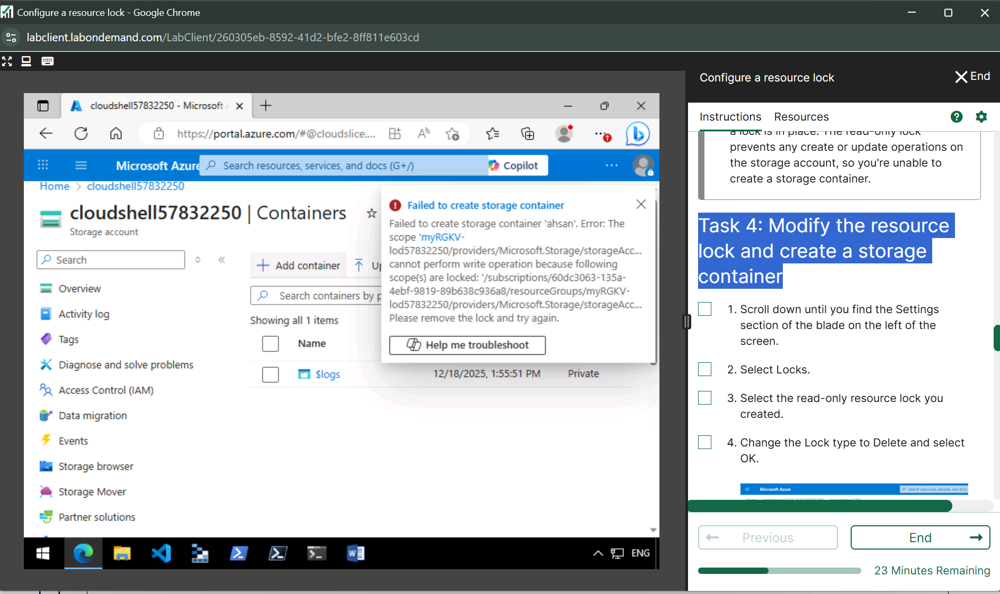 Configure a resource lock - Google Chrome
labclient.labondemand.com/LabClient/260305eb-8592-41d2-bfe2-8ff811e603cd
Configure a resource lock
End
cloudshell57832250 - Microsoft
https://portal.azure.com/#@cloudslice....
Microsoft Azure
Search resources, services, and docs (G+/)
Copilot
Home > cloudshell57832250
cloudshell57832250 | Containers
Storage account
Search
Overview
Activity log
Tags
Diagnose and solve problems
Access Control (IAM)
Data migration
Events
Storage browser
Storage Mover
Partner solutions
Add container
Up
Search containers by p
Showing all 1 items
Name
$logs
12/18/2025, 1:55:51 PM
Private
Failed to create storage container
Failed to create storage container 'ahsan'. Error: The
scope 'myRGKV-
lod57832250/providers/Microsoft.Storage/storageAcc...
cannot perform write operation because following
scope(s) are locked: '/subscriptions/60dc3063-135a-
4ebf-9819-89b638c936a8/resourceGroups/myRGKV-
lod57832250/providers/Microsoft.Storage/storageAcc...
Please remove the lock and try again.
Help me troubleshoot
ENG
Instructions
Resources
a lock is in place. The read-only lock
prevents any create or update operations on
the storage account, so you're unable to
create a storage container.
Task 4: Modify the resource
lock and create a storage
container
1. Scroll down until you find the Settings
section of the blade on the left of the
screen.
2. Select Locks.
3. Select the read-only resource lock you
created.
4. Change the Lock type to Delete and select
OK.
Microsoft Azure
Search resources, services, and docs
Previous
End
23 Minutes Remaining